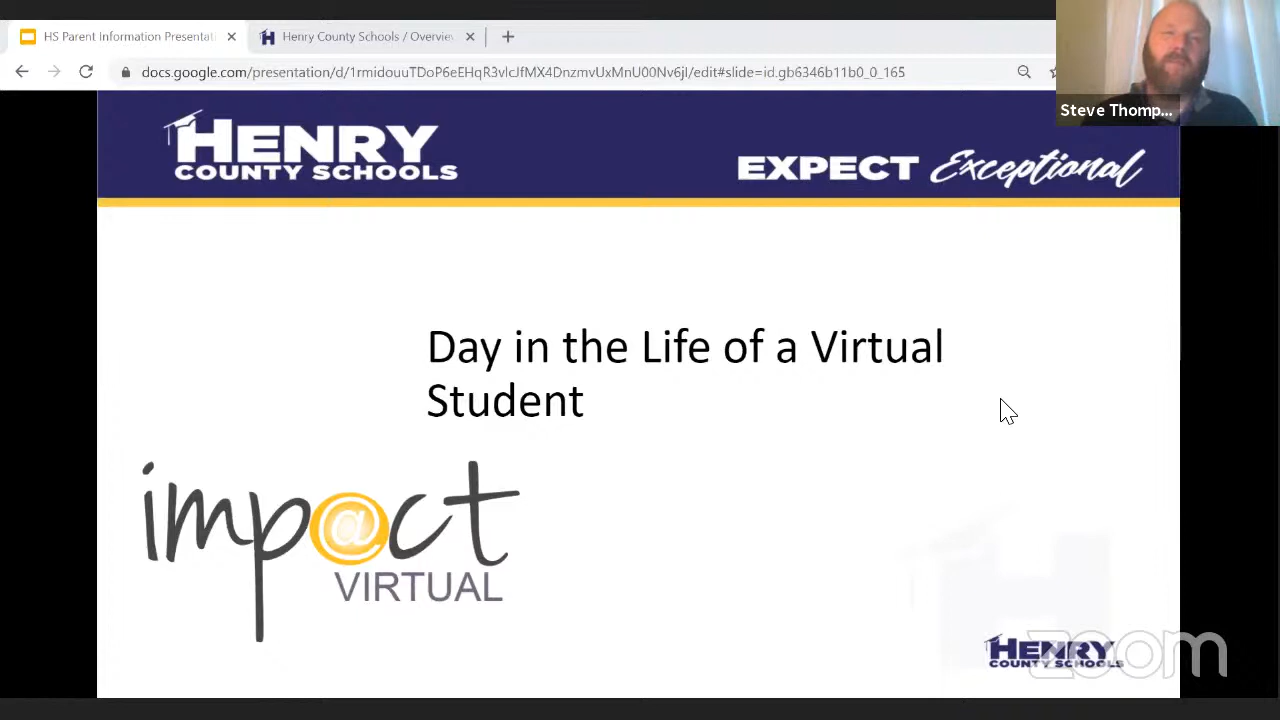 HS Parent Information Presentati
Henry County Schools / Overview
docs.google.com/presentation/d/1rmidouuTDoP6eEHqR3vlcJfMX4DnzmvUxMnU00Nv6jI/edit#slide=id.gb6346b11b0_0_165
Steve Thomp...
HENRY
COUNTY SCHOOLS
EXPECT Exceptional
Day in the Life of a Virtual
Student
imp@ct
VIRTUAL
HENRY
COUNTY SCHOOLS
zoom